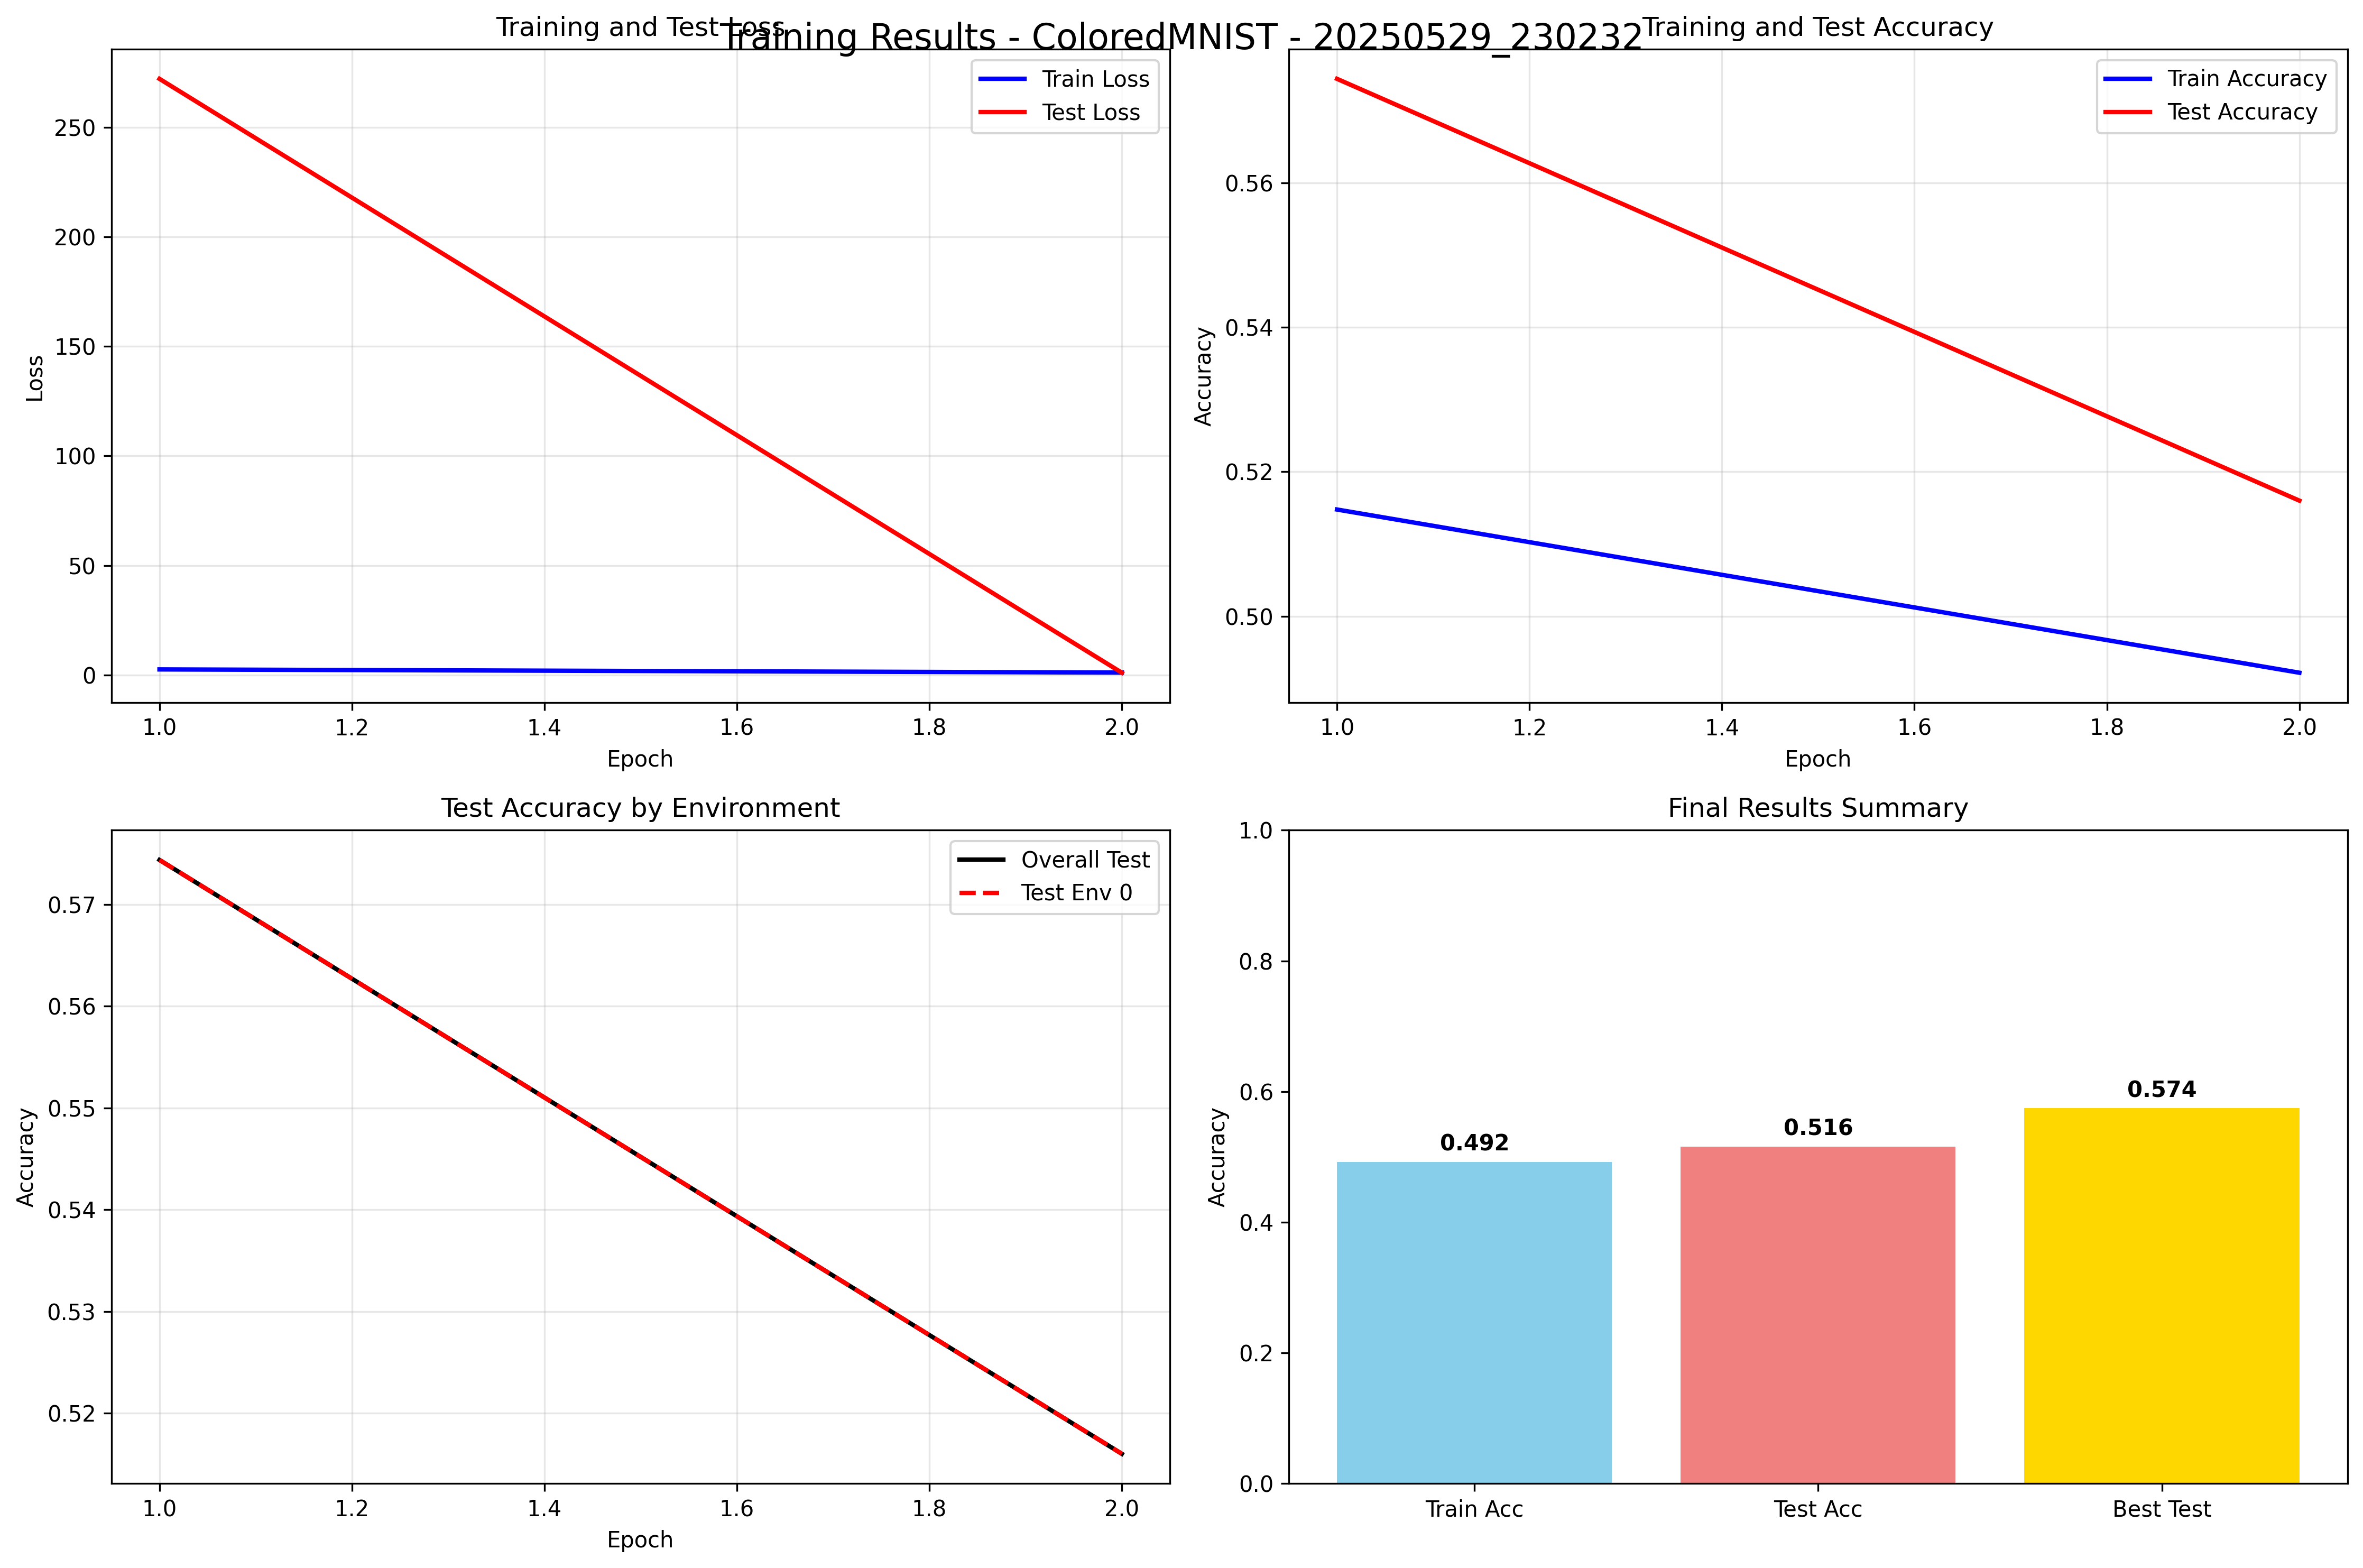 Training Results - ColoredMNIST - 20250529_230232
Training and Test Loss
Train Loss
Test Loss
Loss
250
200
150
100
50
0
1.0 1.2 1.4 1.6 1.8 2.0
Epoch
Training and Test Accuracy
Train Accuracy
Test Accuracy
Accuracy
0.56
0.54
0.52
0.50
1.0 1.2 1.4 1.6 1.8 2.0
Epoch
Test Accuracy by Environment
Overall Test
Test Env 0
Accuracy
0.57
0.56
0.55
0.54
0.53
0.52
1.0 1.2 1.4 1.6 1.8 2.0
Epoch
Final Results Summary
Accuracy
1.0
0.8
0.6
0.4
0.2
0.0
0.492
0.516
0.574
Train Acc Test Acc Best Test